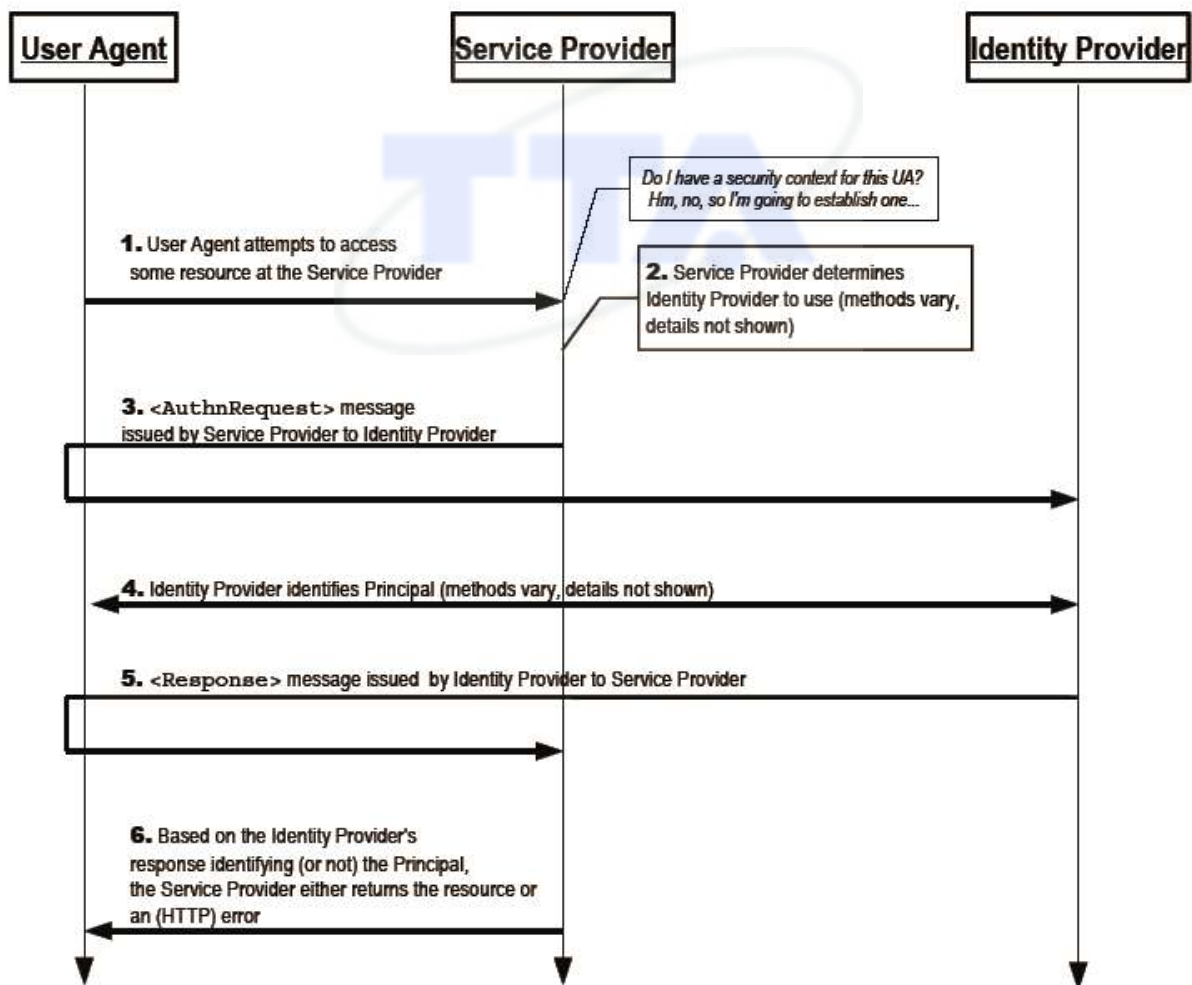 User Agent
Service Provider
Identity Provider
TTA
Do I have a security context for this UA?
Hm, no, so I'm going to establish one...
1. User Agent attempts to access
some resource at the Service Provider
2. Service Provider determines
Identity Provider to use (methods vary,
details not shown)
3. <AuthnRequest> message
issued by Service Provider to Identity Provider
4. Identity Provider identifies Principal (methods vary, details not shown)
5. <Response> message issued by Identity Provider to Service Provider
6. Based on the Identity Provider's
response identifying (or not) the Principal,
the Service Provider either returns the resource or
an (HTTP) error